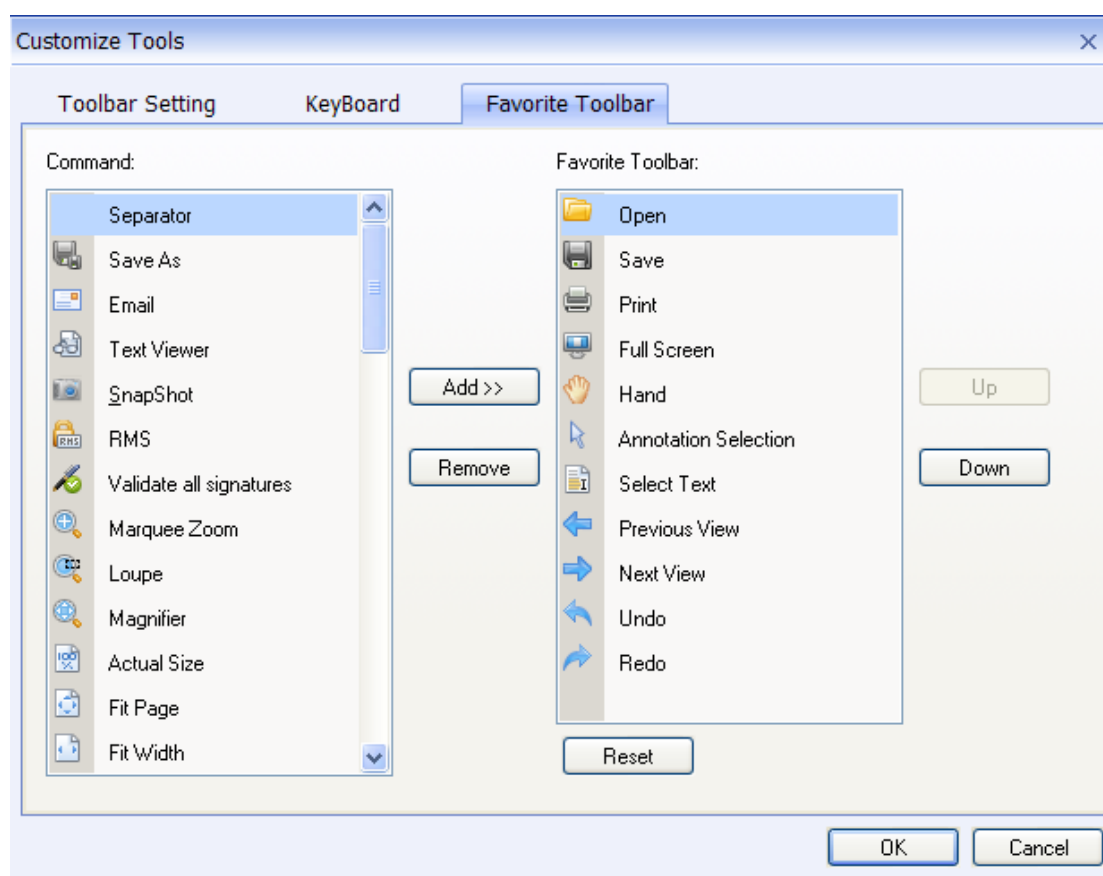 Customize Tools
Toolbar Setting
KeyBoard
Favorite Toolbar
Command:
Separator
Save As
Email
Text Viewer
SnapShot
RMS
Validate all signatures
Marquee Zoom
Loupe
Magnifier
Actual Size
Fit Page
Fit Width
Add >>
Remove
Favorite Toolbar:
Open
Save
Print
Full Screen
Hand
Annotation Selection
Select Text
Previous View
Next View
Undo
Redo
Reset
Up
Down
OK
Cancel